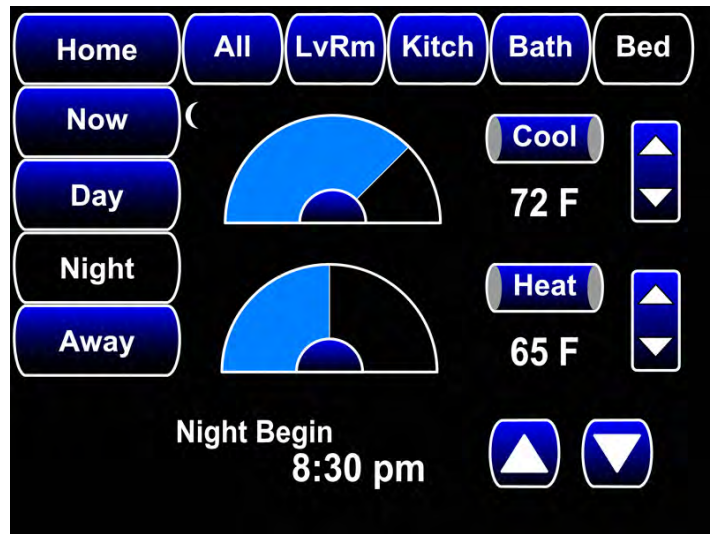 Home All LvRm Kitch Bath Bed
Now
Cool
Day
72 F
Night
Heat
Away
65 F
Night Begin
8:30 pm